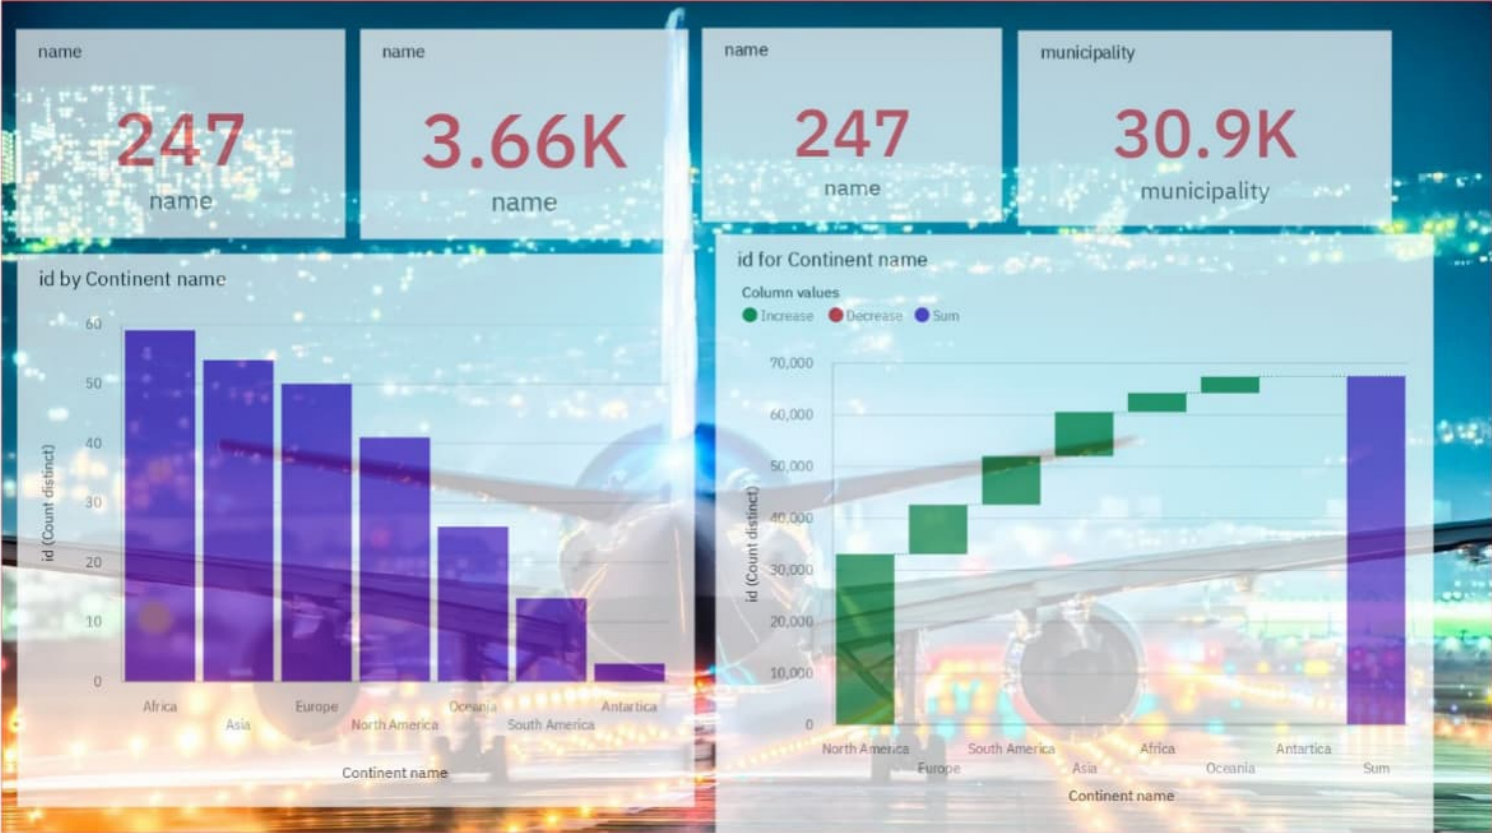 name
247
name
name
3.66K
name
name
247
name
municipality
30.9K
municipality
id by Continent name
60
50
40
30
20
10
0
id (Count distinct)
Africa
Asia
Europe
North America
Oceania
South America
Antartica
Continent name
id for Continent name
Column values
Increase Decrease Sum
70,000
60,000
50,000
40,000
30,000
20,000
10,000
0
id (Count distinct)
North America
Europe
South America
Asia
Africa
Oceania
Antartica
Sum
Continent name